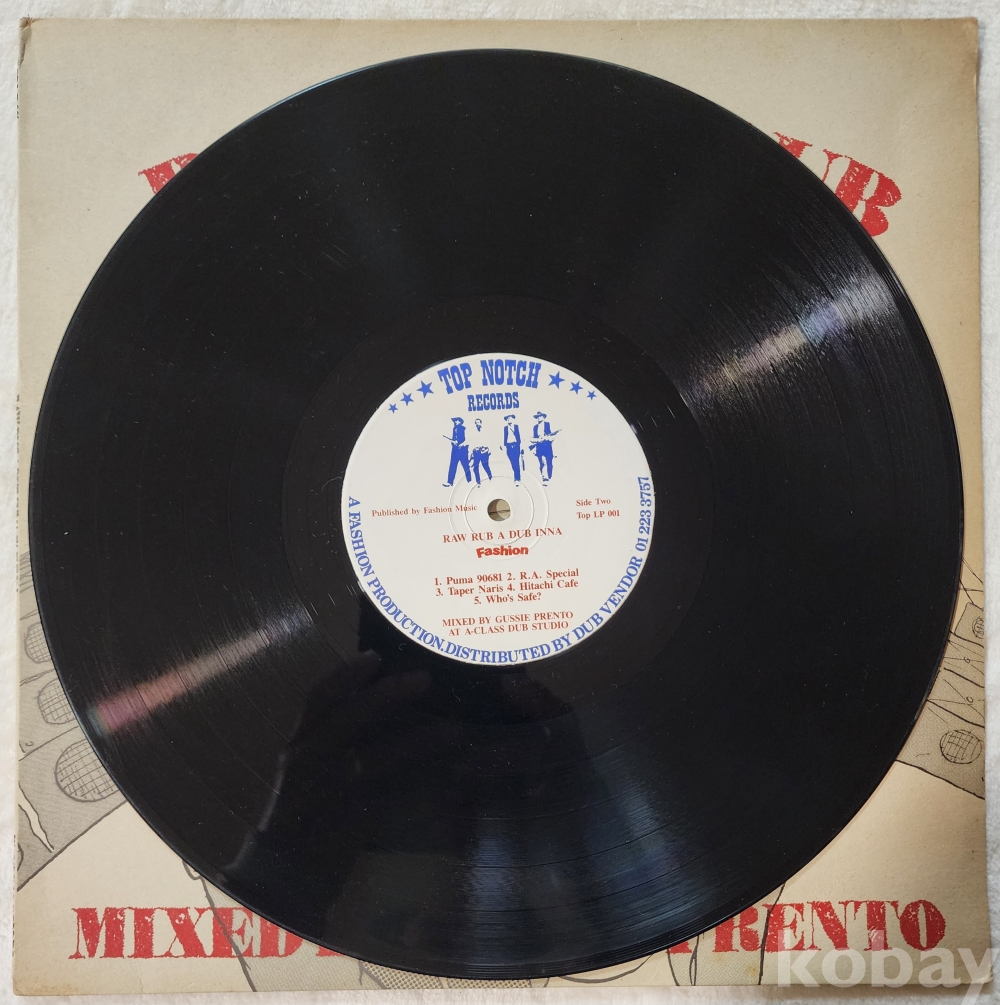 UB
TOP NOTCH
RECORDS
Published by Fashion Music
Side Two
Top LP 001
RAW RUB A DUB INNA
Fashion
1. Puma 90681 2. R.A. Special
3. Taper Naris 4. Hitachi Cafe
5. Who's Safe?
MIXED BY GUSSIE PRENTO
AT A-CLASS DUB STUDIO
A FASHION PRODUCTION.DISTRIBUTED BY DUB VENDOR 01 223 3757
MIXED PRENTO
kobay